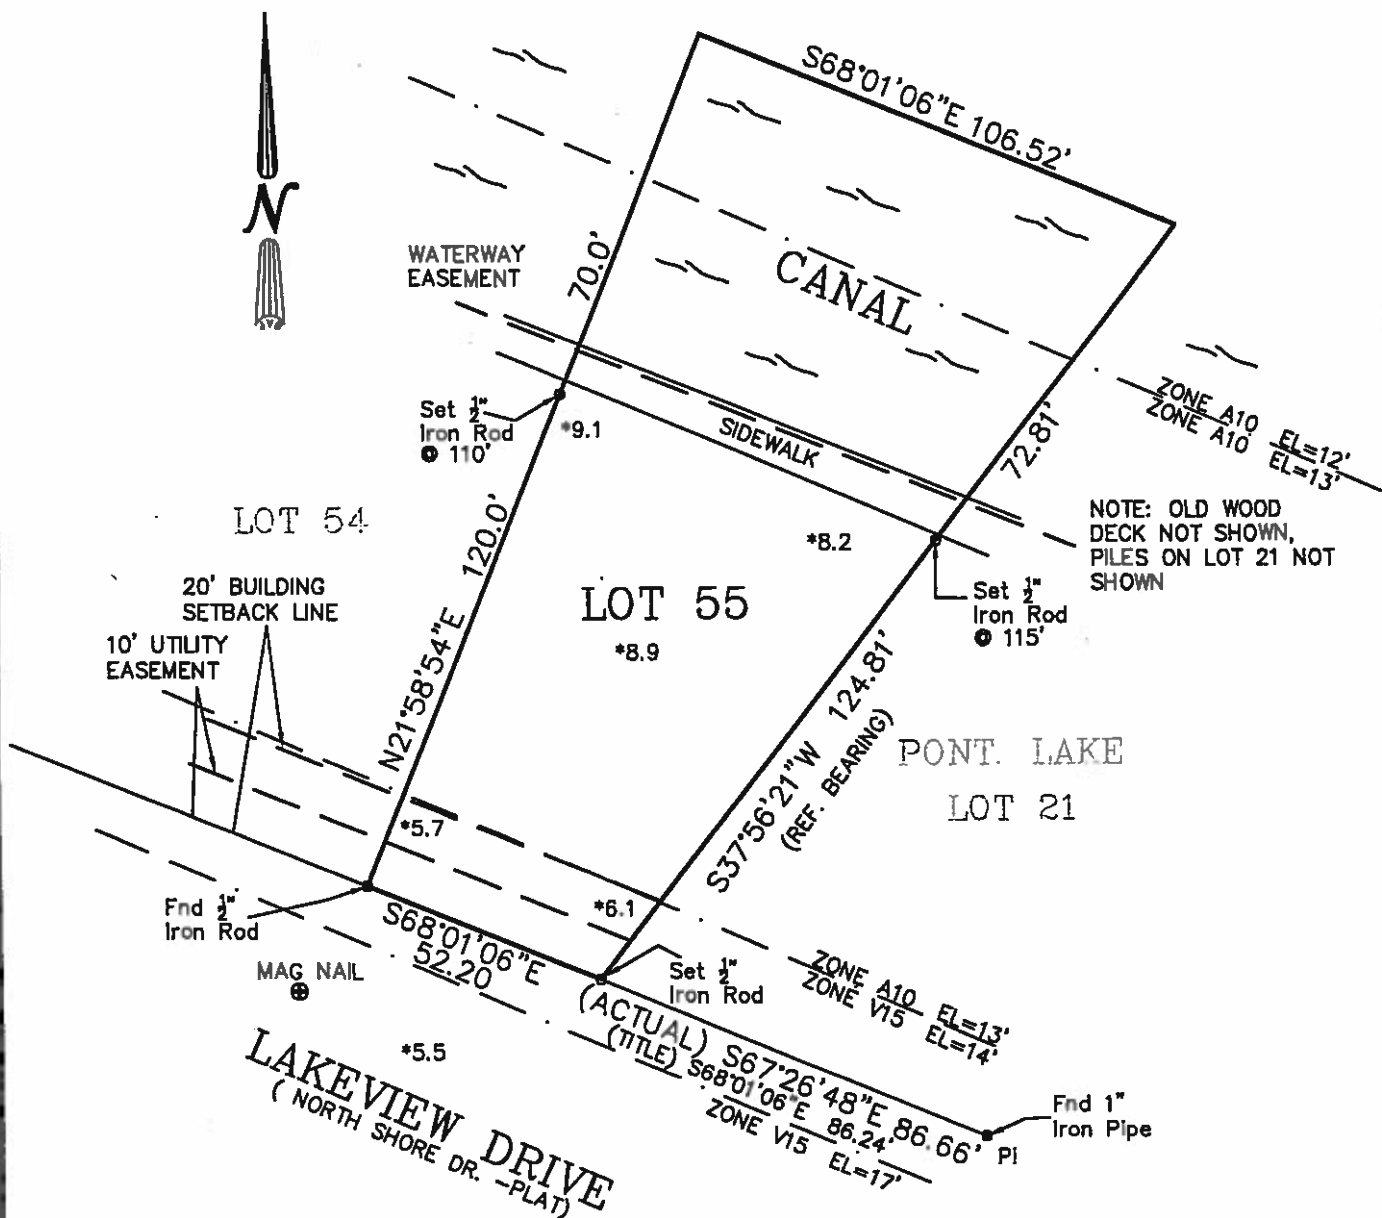 S68°01'06"E 106.52'
N
WATERWAY
EASEMENT
70.0'
CANAL
ZONE A10 EL=12'
ZONE A10 EL=13'
Set 1/2"
Iron Rod
@ 110'
*9.1
SIDEWALK
72.81'
NOTE: OLD WOOD
DECK NOT SHOWN,
PILES ON LOT 21 NOT
SHOWN
LOT 54
120.0'
*8.2
20' BUILDING
SETBACK LINE
LOT 55
Set 1/2"
Iron Rod
@ 115'
10' UTILITY
EASEMENT
*8.9
N21°58'54"E
124.81'
S37°56'21"W
(REF. BEARING)
PONT. LAKE
LOT 21
*5.7
*6.1
Fnd 1/2"
Iron Rod
S68°01'06"E
52.20
MAG NAIL
Set 1/2"
Iron Rod
ZONE A10 EL=13'
ZONE V15 EL=14'
*5.5
(ACTUAL) S67°26'48"E 86.66'
(TITLE) S68°01'06"E 86.24'
ZONE V15 EL=17'
PI
Fnd 1"
Iron Pipe
LAKEVIEW DRIVE
( NORTH SHORE DR. -PLAT)